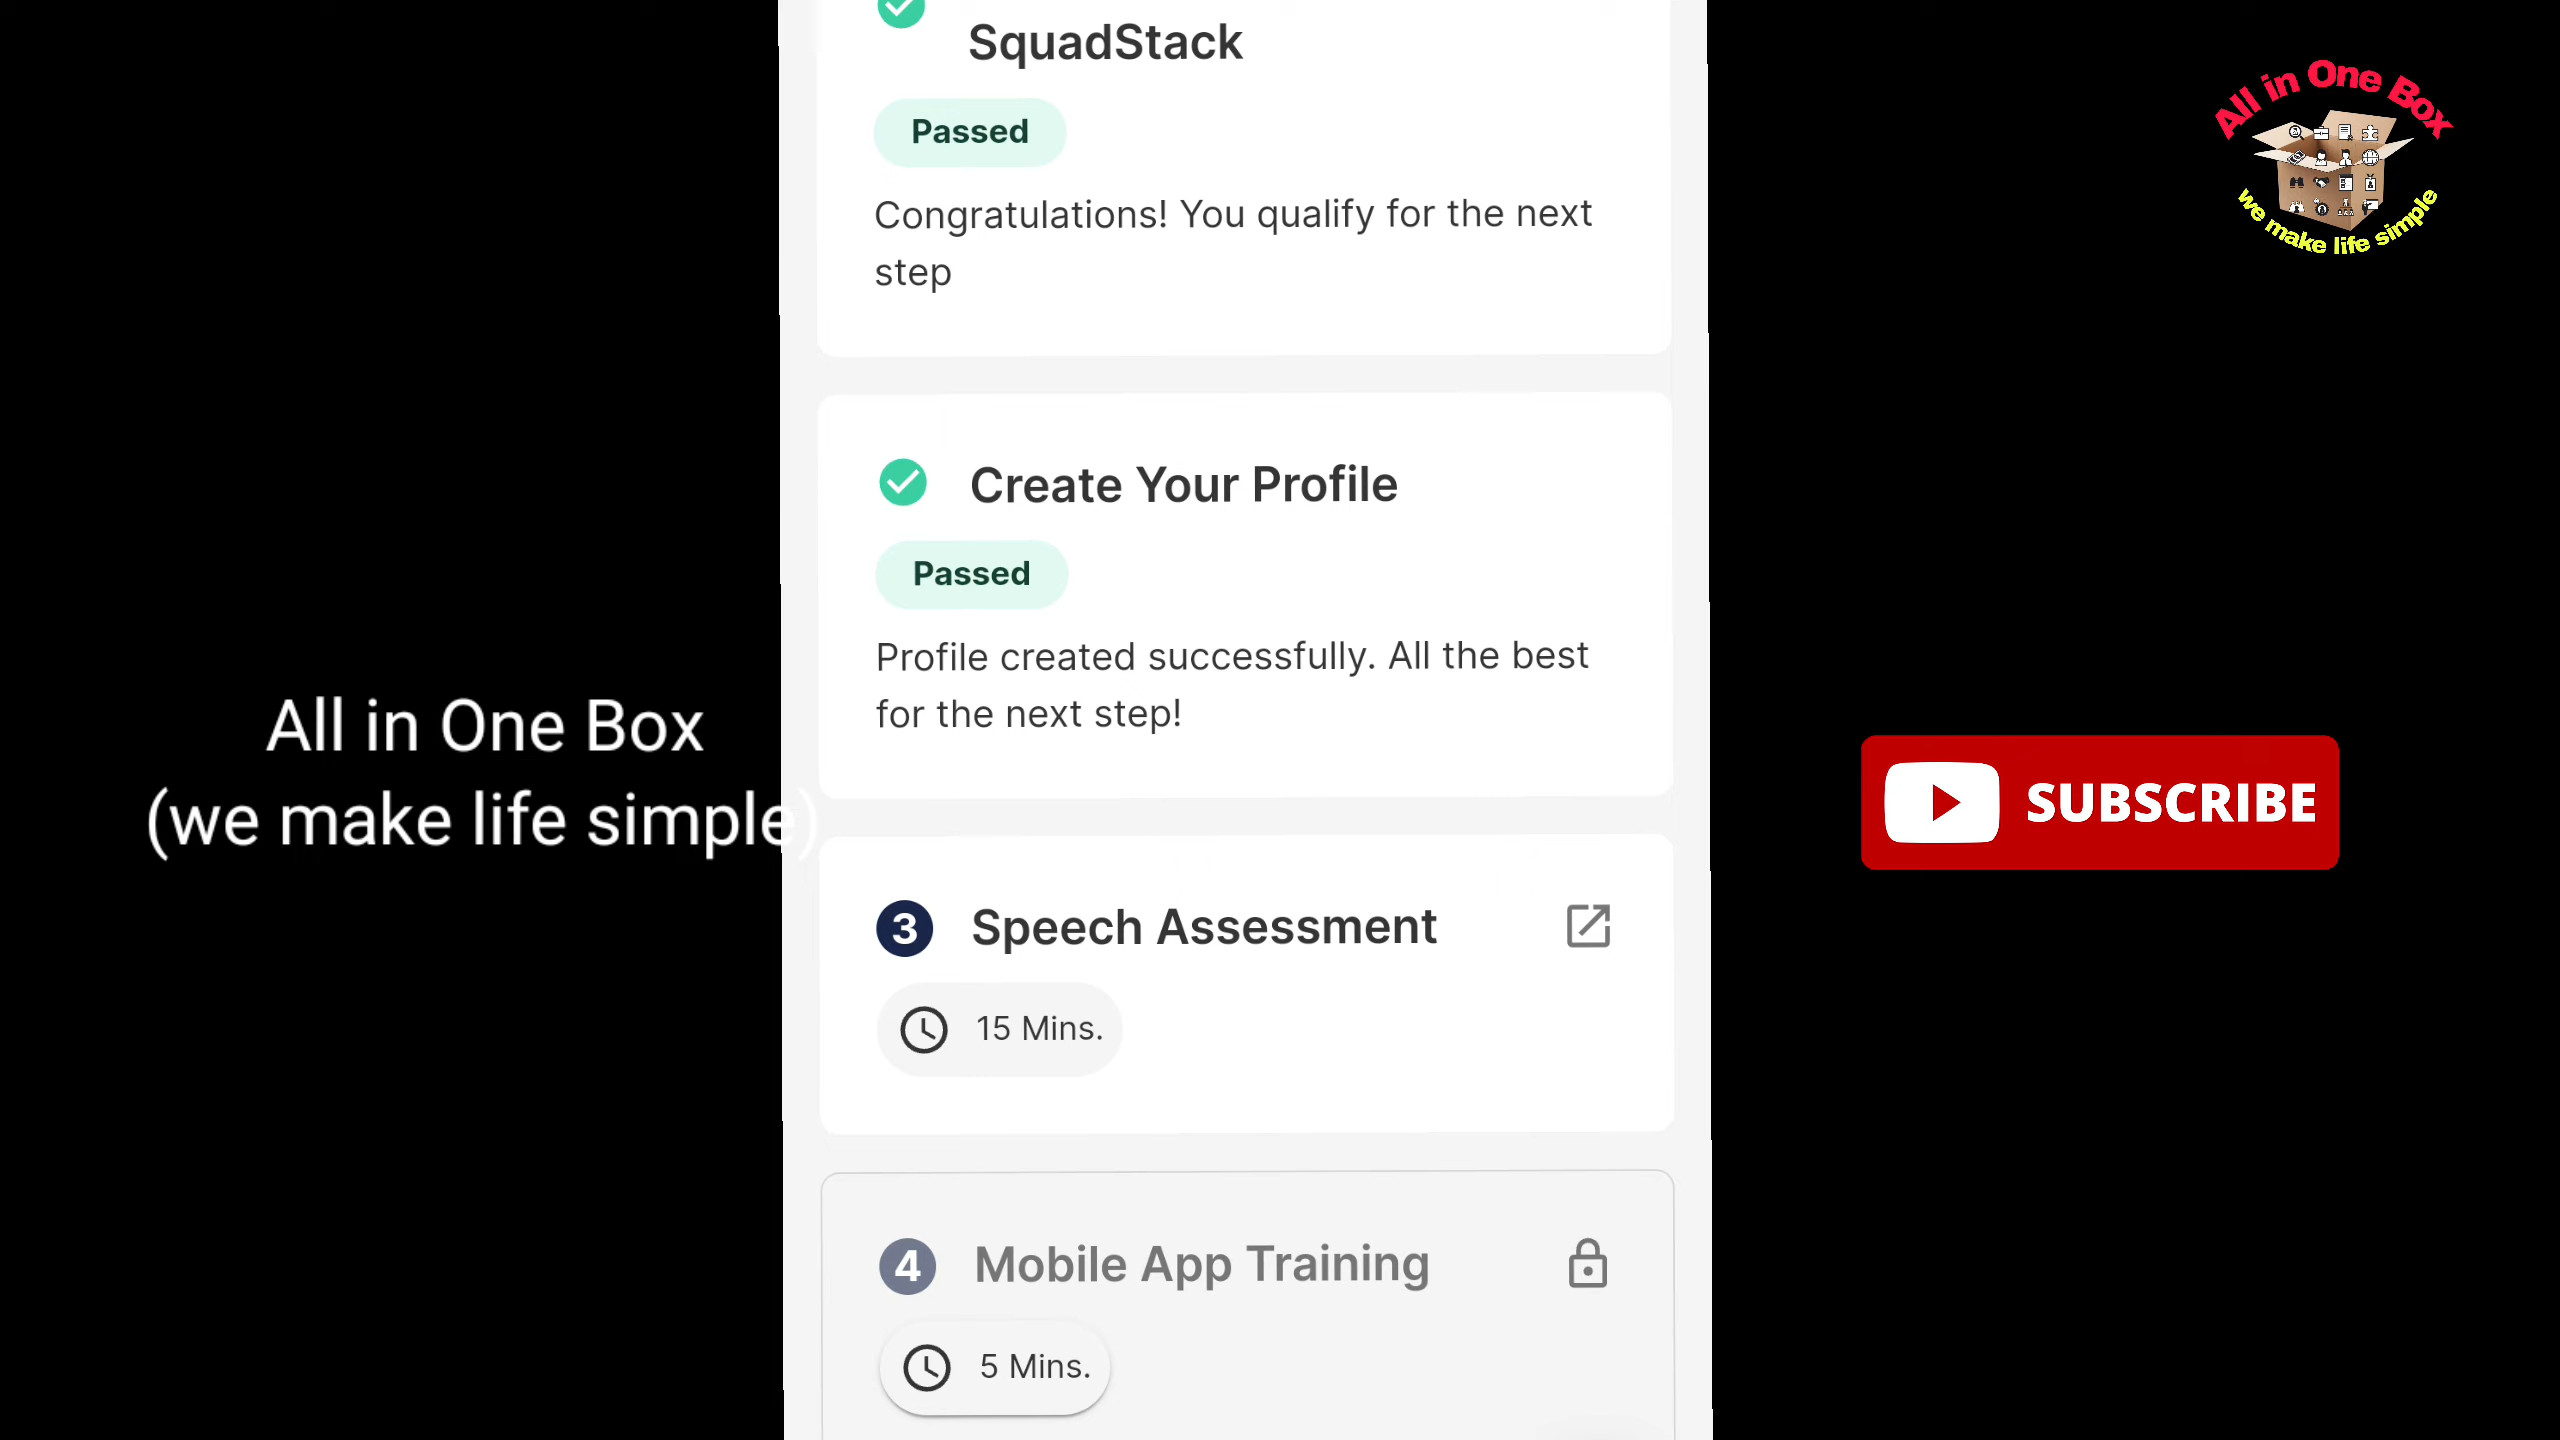 SquadStack
Passed
Congratulations! You qualify for the next
step
Create Your Profile
Passed
Profile created successfully. All the best
for the next step!
3 Speech Assessment
15 Mins.
4 Mobile App Training
5 Mins.
All in One Box
(we make life simple)
All in One Box
we make life simple
SUBSCRIBE